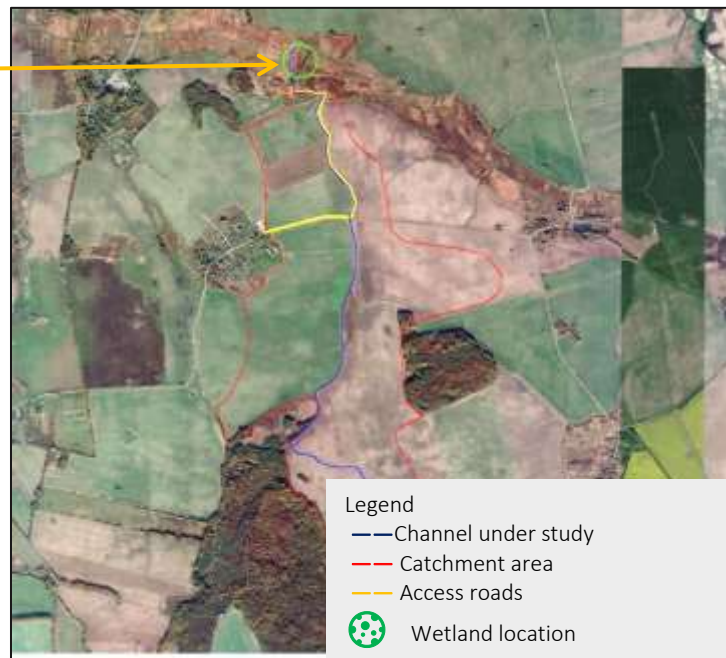 Legend
Channel under study
Catchment area
Access roads
Wetland location